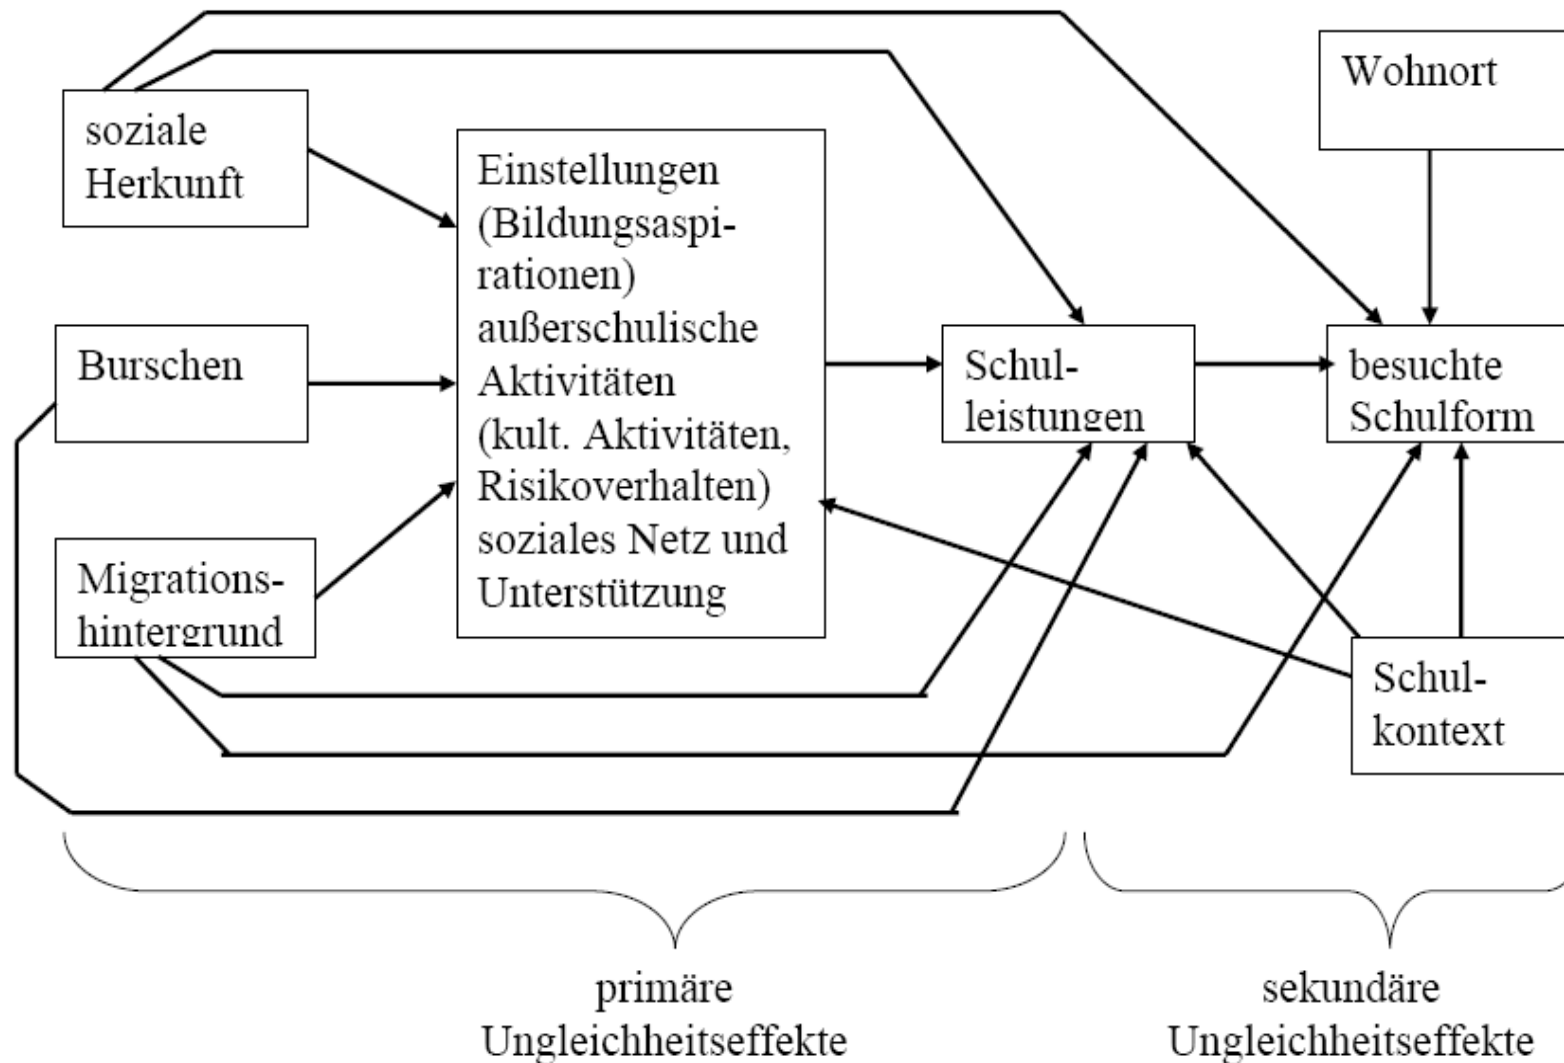 soziale
Herkunft
Burschen
Migrations-
hintergrund
Einstellungen
(Bildungsaspi-
rationen)
außerschulische
Aktivitäten
(kult. Aktivitäten,
Risikoverhalten)
soziales Netz und
Unterstützung
Schul-
leistungen
Wohnort
besuchte
Schulform
Schul-
kontext
primäre
Ungleichheitseffekte
sekundäre
Ungleichheitseffekte